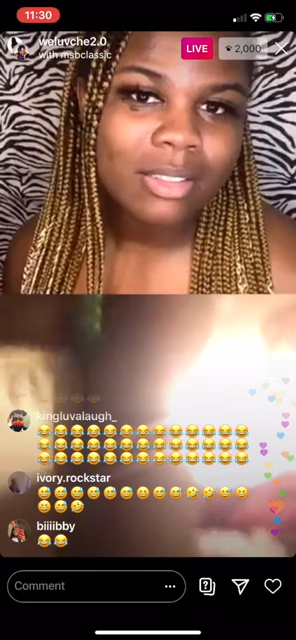 11:30
weluvche2.0
with msbclassic
LIVE
2,000
kingluvalaugh_
😂😂😂😂😂😂😂😂😂😂😂😂😂
😂😂😂😂😂😂😂😂😂😂😂😂😂
😂😂😂😂😂😂😂😂😂😂😂😂😂
ivory.rockstar
😅😅😅😅😅😅😀😀😅😅🤣🤣😅😀
😀😅🤣
biiiibby
😂😂
Comment